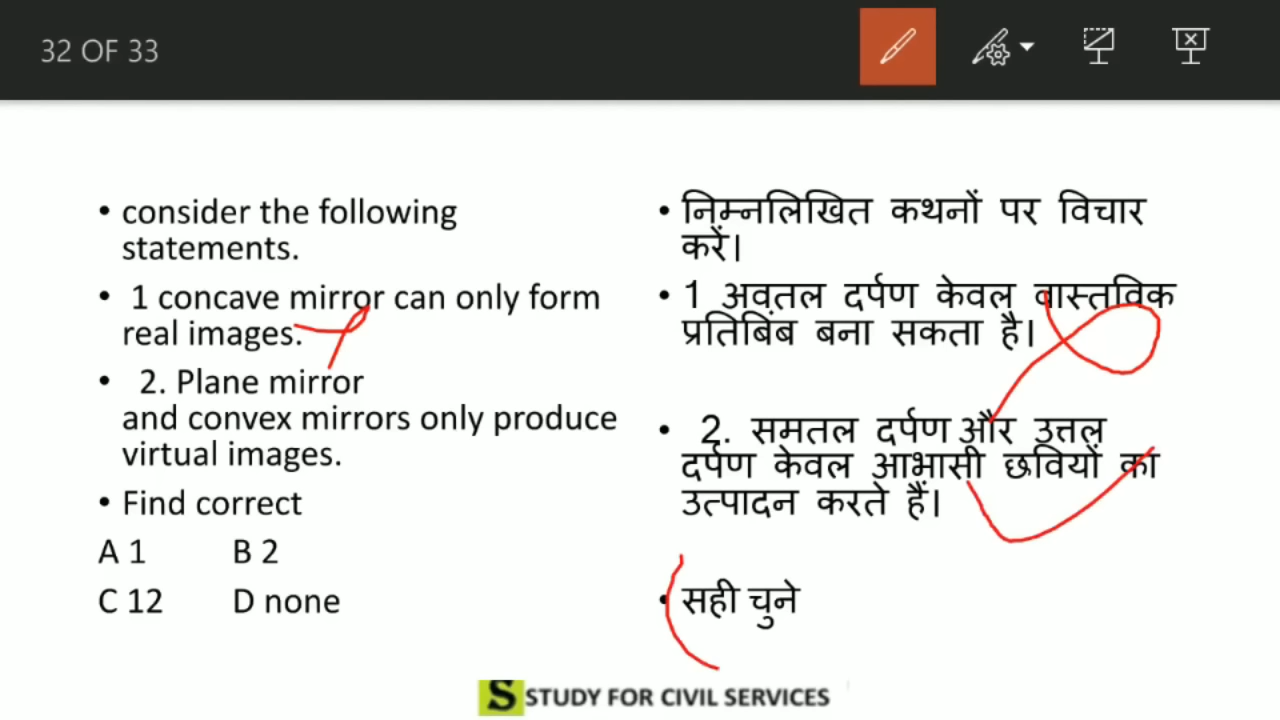 32 OF 33
• consider the following
statements.
• 1 concave mirror can only form
real images.
• 2. Plane mirror
and convex mirrors only produce
virtual images.
• Find correct
A 1 B 2
C 12 D none
• निम्नलिखित कथनों पर विचार
करें।
• 1 अवतल दर्पण केवल वास्तविक
प्रतिबिंब बना सकता है।
• 2. समतल दर्पण और उत्तल
दर्पण केवल आभासी छवियों का
उत्पादन करते हैं।
• सही चुने
S STUDY FOR CIVIL SERVICES